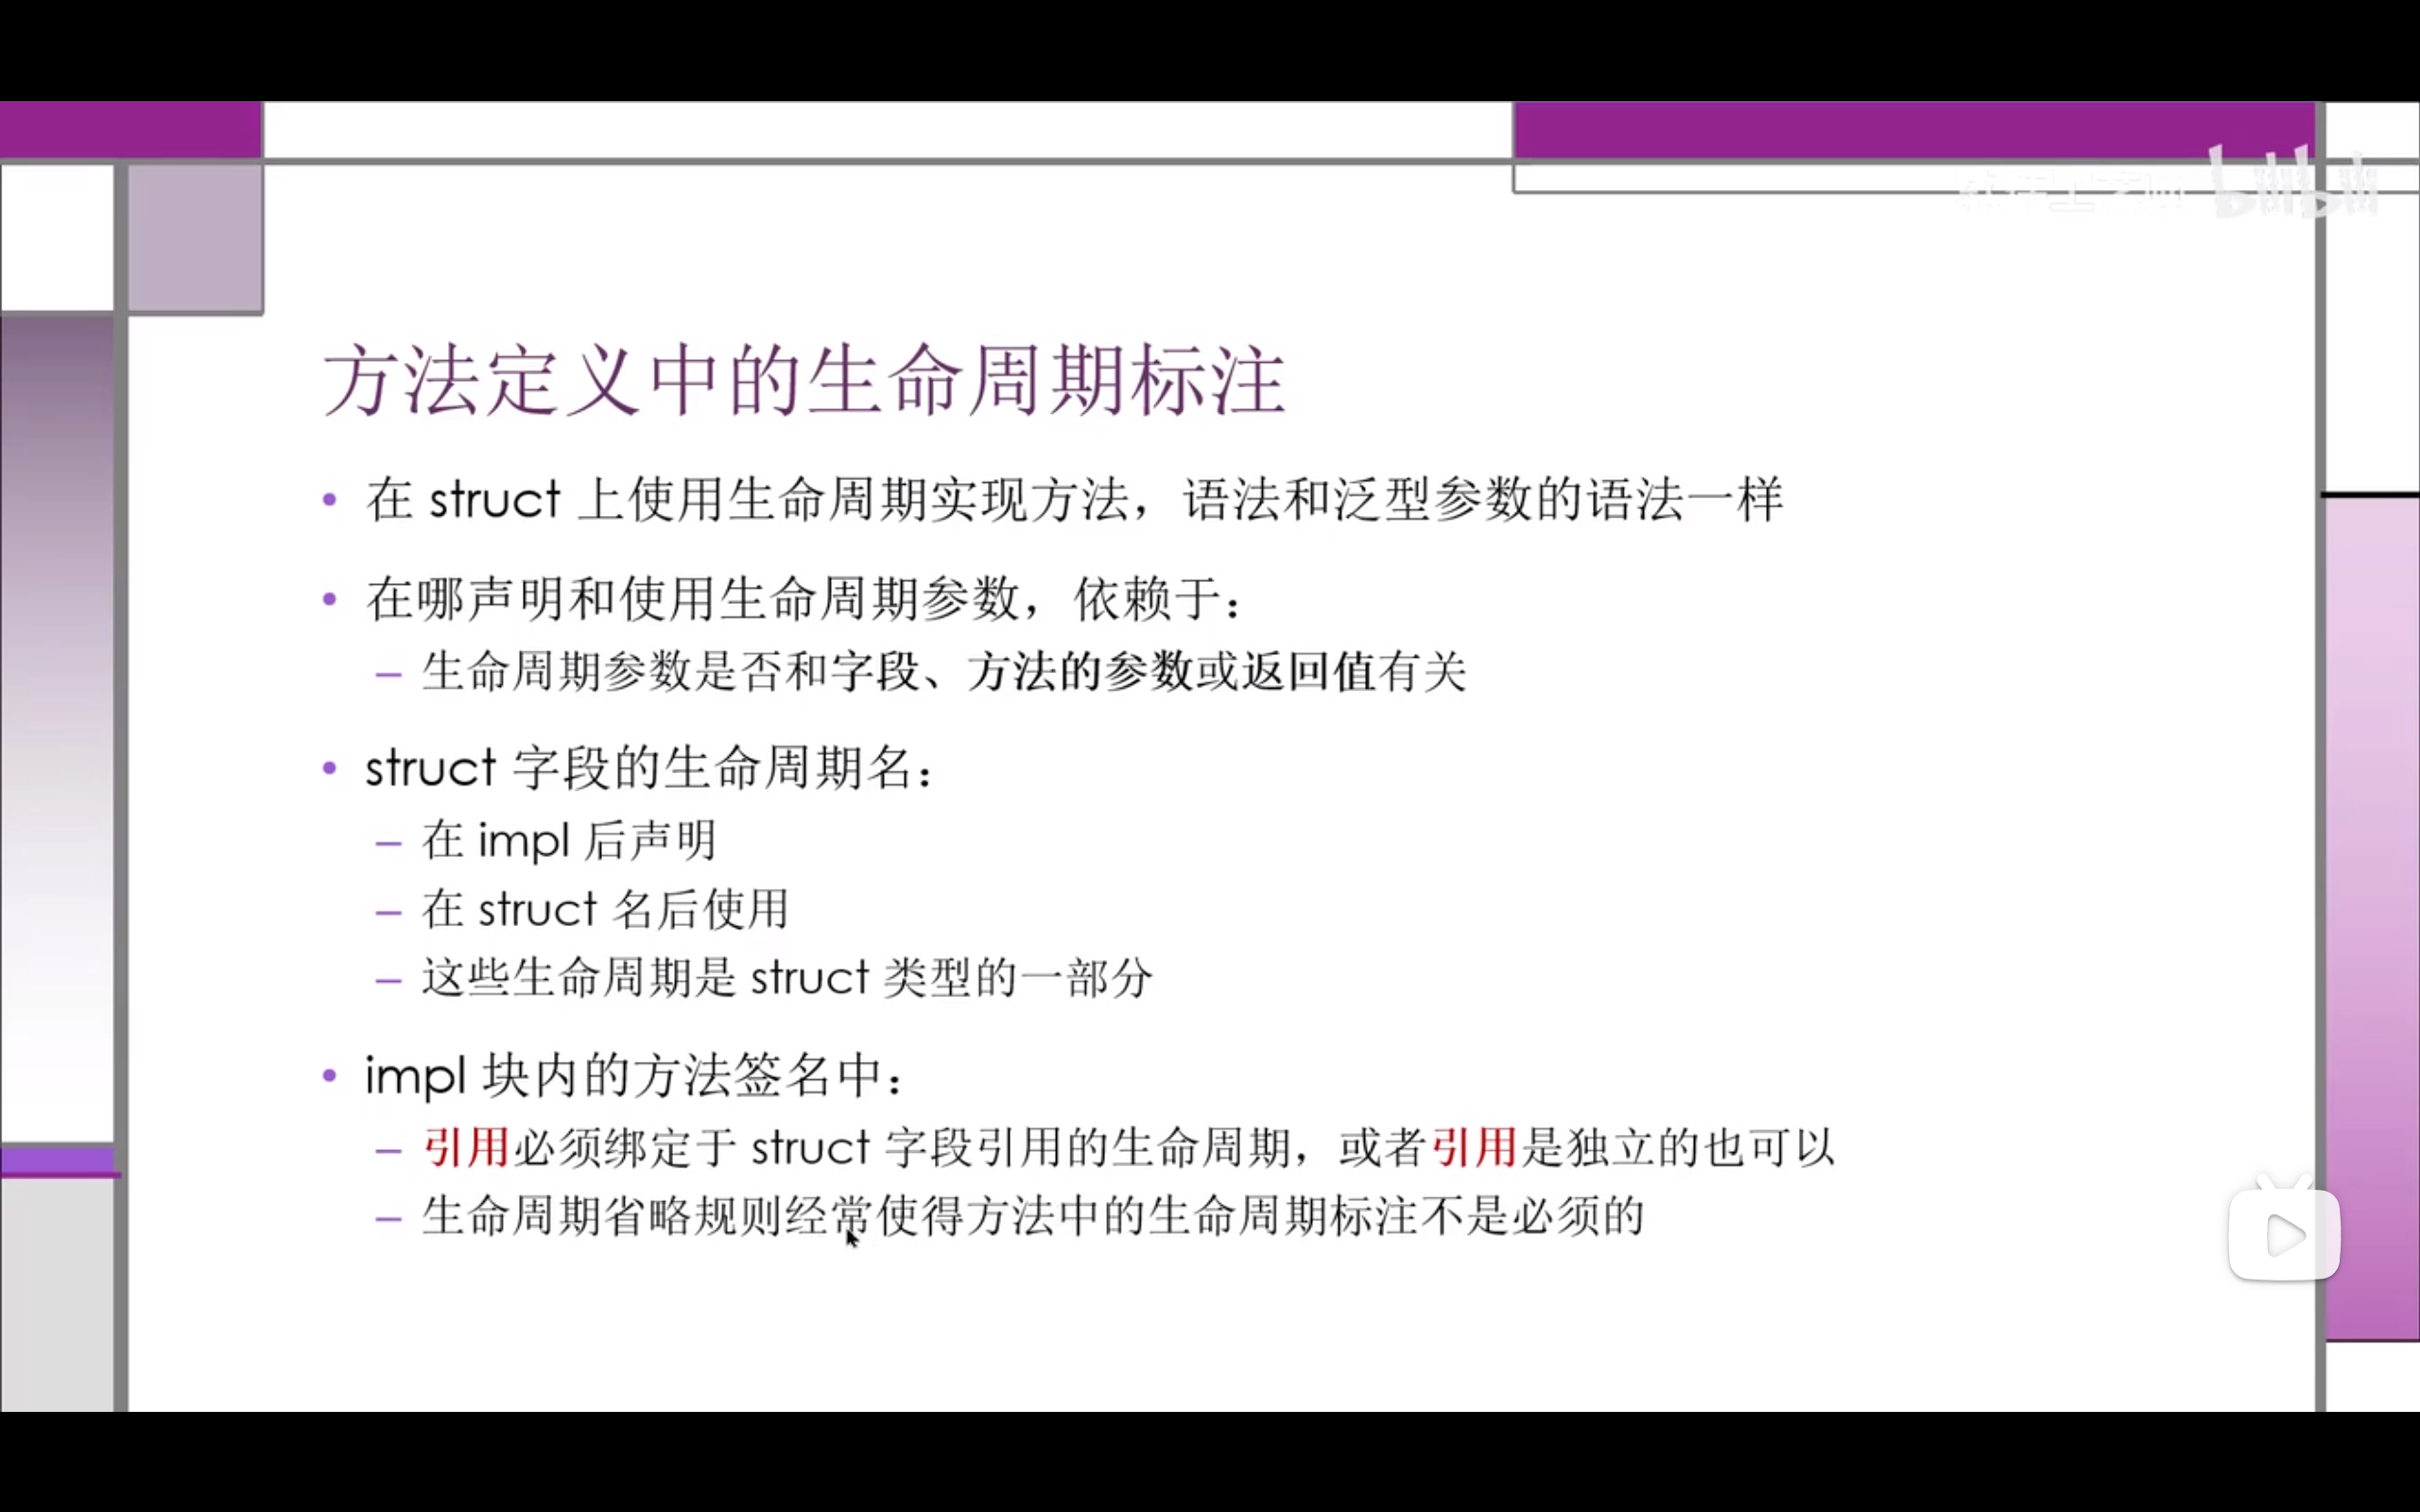 bilibili
方法定义中的生命周期标注
• 在 struct 上使用生命周期实现方法，语法和泛型参数的语法一样
• 在哪声明和使用生命周期参数，依赖于：
– 生命周期参数是否和字段、方法的参数或返回值有关
• struct 字段的生命周期名：
– 在 impl 后声明
– 在 struct 名后使用
– 这些生命周期是 struct 类型的一部分
• impl 块内的方法签名中：
– 引用必须绑定于 struct 字段引用的生命周期，或者引用是独立的也可以
– 生命周期省略规则经常使得方法中的生命周期标注不是必须的